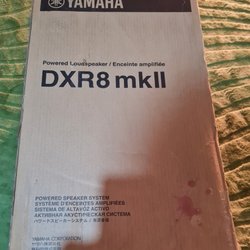 YAMAHA
Powered Loudspeaker / Enceinte amplifiée
DXR8 mkII
POWERED SPEAKER SYSTEM
SYSTÈME D'ENCEINTES AMPLIFIÉES
SISTEMA DE ALTAVOZ ACTIVO
АКТИВНАЯ АКУСТИЧЕСКАЯ СИСТЕМА
パワードスピーカーシステム /
YAMAHA CORPORATION